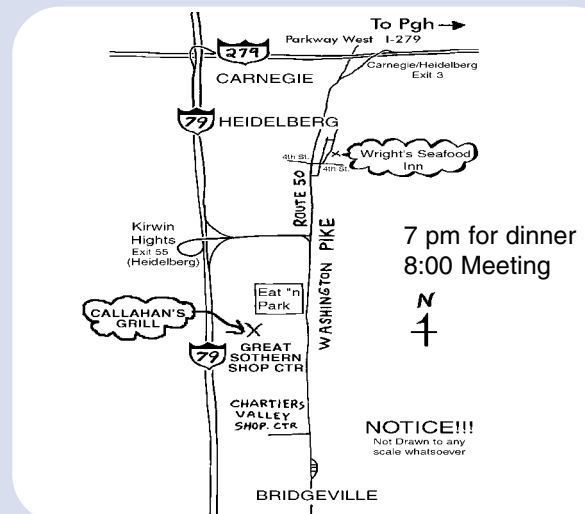 To Pgh
Parkway West I-279
279
CARNEGIE
Carnegie/Heidelberg
Exit 3
79
HEIDELBERG
4th St.
4th St.
Wright's Seafood
Inn
ROUTE 50
WASHINGTON PIKE
Kirwin
Hights
Exit 55
(Heidelberg)
7 pm for dinner
8:00 Meeting
N
Eat "n
Park
CALLAHAN'S
GRILL
X
GREAT
SOTHERN
SHOP CTR
79
CHARTIERS
VALLEY
SHOP. CTR
NOTICE!!!
Not Drawn to any
scale whatsoever
BRIDGEVILLE